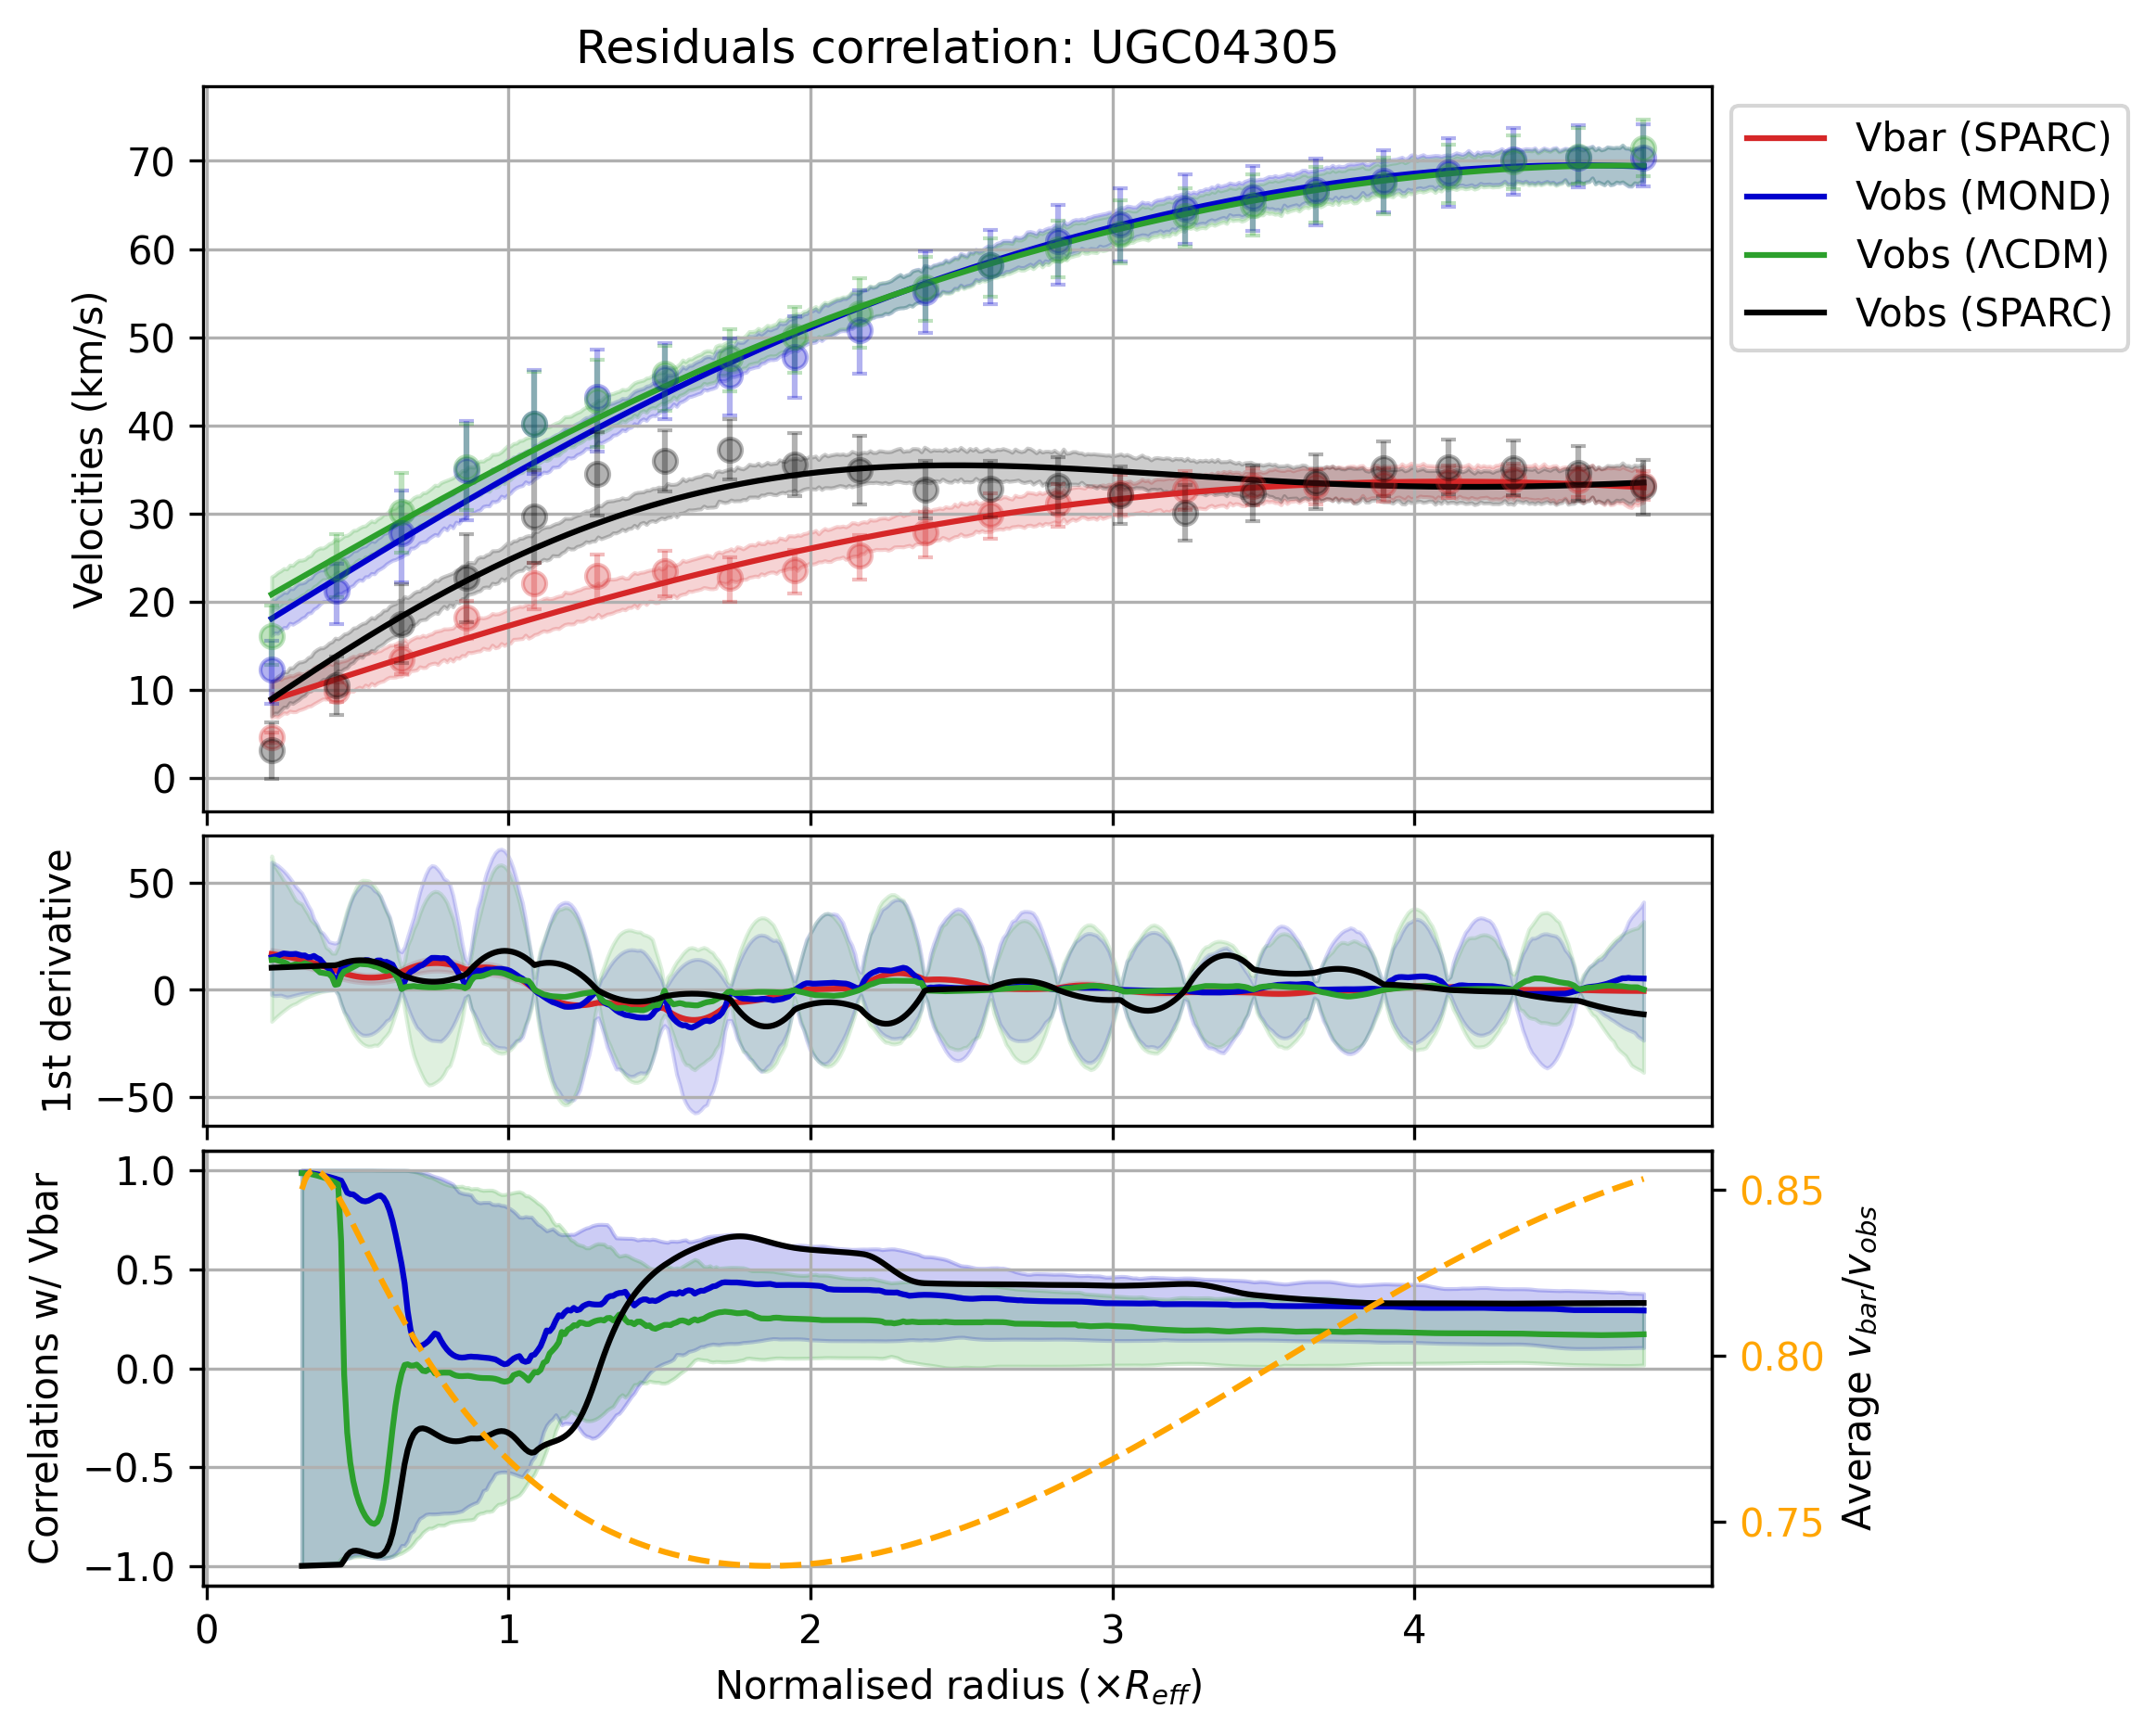 Residuals correlation: UGC04305
Velocities (km/s)
70
60
50
40
30
20
10
0
Vbar (SPARC)
Vobs (MOND)
Vobs (ΛCDM)
Vobs (SPARC)
1st derivative
50
0
−50
Correlations w/ Vbar
1.0
0.5
0.0
−0.5
−1.0
0.85
0.80
0.75
Average v_bar/v_obs
0 1 2 3 4
Normalised radius (×R_eff)